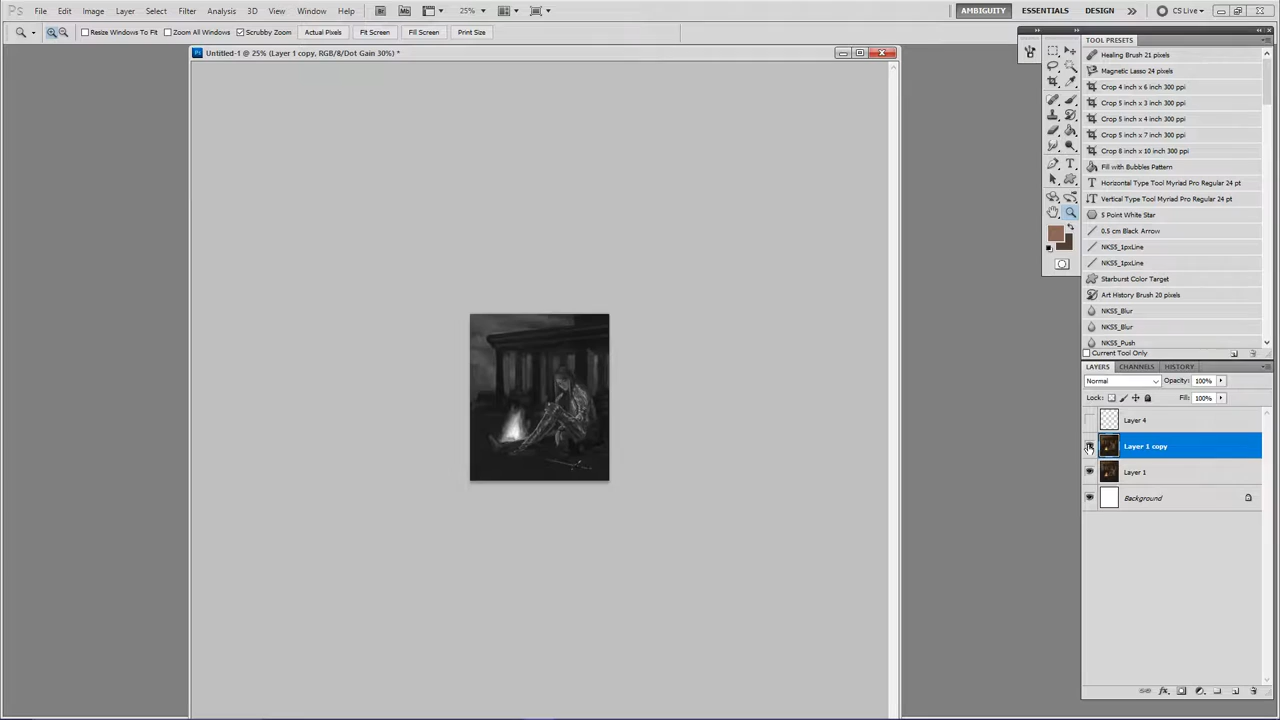 Ps File Edit Image Layer Select Filter Analysis 3D View Window Help Br Mb 25% AMBIGUITY ESSENTIALS DESIGN CS Live
Resize Windows To Fit Zoom All Windows Scrubby Zoom Actual Pixels Fit Screen Fill Screen Print Size
Untitled-1 @ 25% (Layer 1 copy, RGB/8/Dot Gain 30%) *
TOOL PRESETS
Healing Brush 21 pixels
Magnetic Lasso 24 pixels
Crop 4 inch x 6 inch 300 ppi
Crop 5 inch x 3 inch 300 ppi
Crop 5 inch x 4 inch 300 ppi
Crop 5 inch x 7 inch 300 ppi
Crop 8 inch x 10 inch 300 ppi
Fill with Bubbles Pattern
Horizontal Type Tool Myriad Pro Regular 24 pt
Vertical Type Tool Myriad Pro Regular 24 pt
5 Point White Star
0.5 cm Black Arrow
NKS5_1pxLine
NKS5_1pxLine
Starburst Color Target
Art History Brush 20 pixels
NKS5_Blur
NKS5_Blur
NKS5_Push
Current Tool Only
LAYERS CHANNELS HISTORY
Normal Opacity: 100%
Lock: Fill: 100%
Layer 4
Layer 1 copy
Layer 1
Background